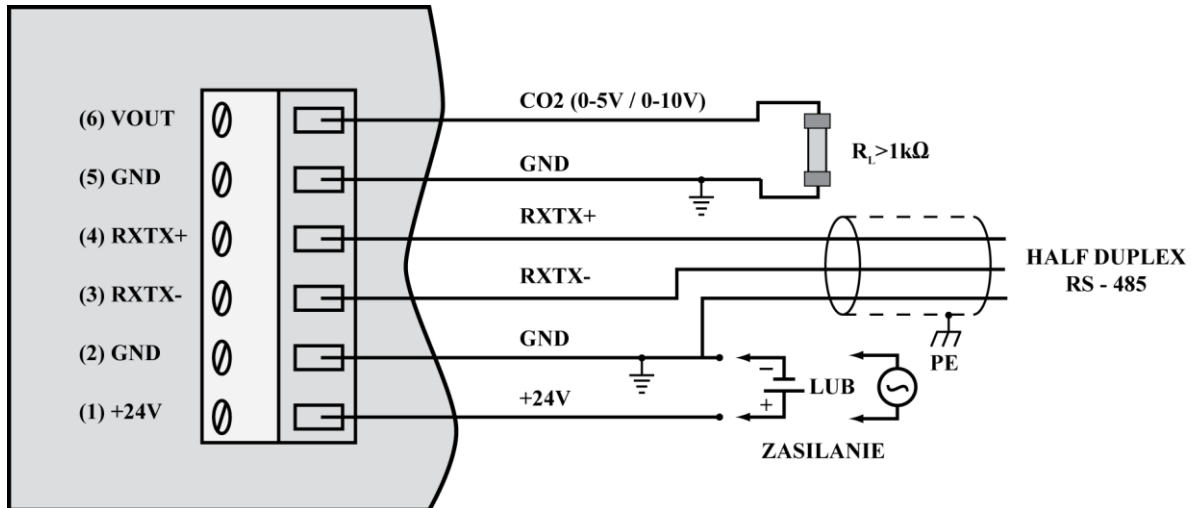 (6) VOUT
CO2 (0-5V / 0-10V)
RL>1kΩ
(5) GND
GND
(4) RXTX+
RXTX+
HALF DUPLEX
RS - 485
(3) RXTX-
RXTX-
(2) GND
GND
PE
−
LUB
+
(1) +24V
+24V
ZASILANIE